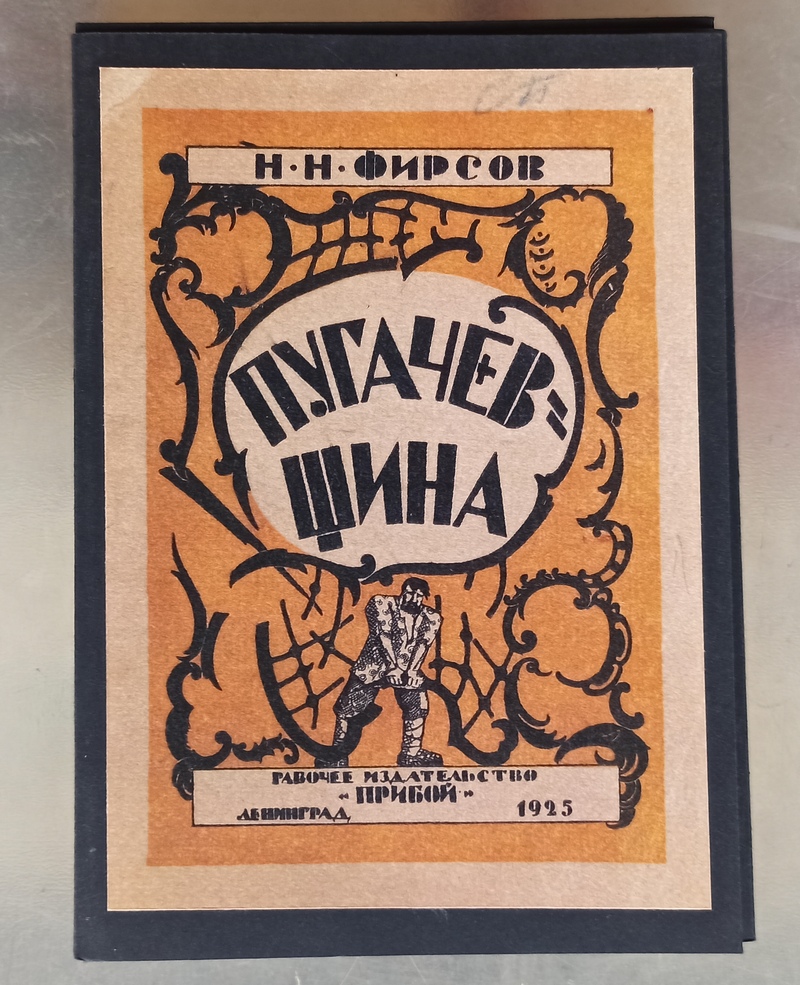 Н·Н·ФИРСОВ
ПУГАЧЕВ=
ЩИНА
РАБОЧЕЕ ИЗДАТЕЛЬСТВО
«ПРИБОЙ»
ЛЕНИНГРАД 1925